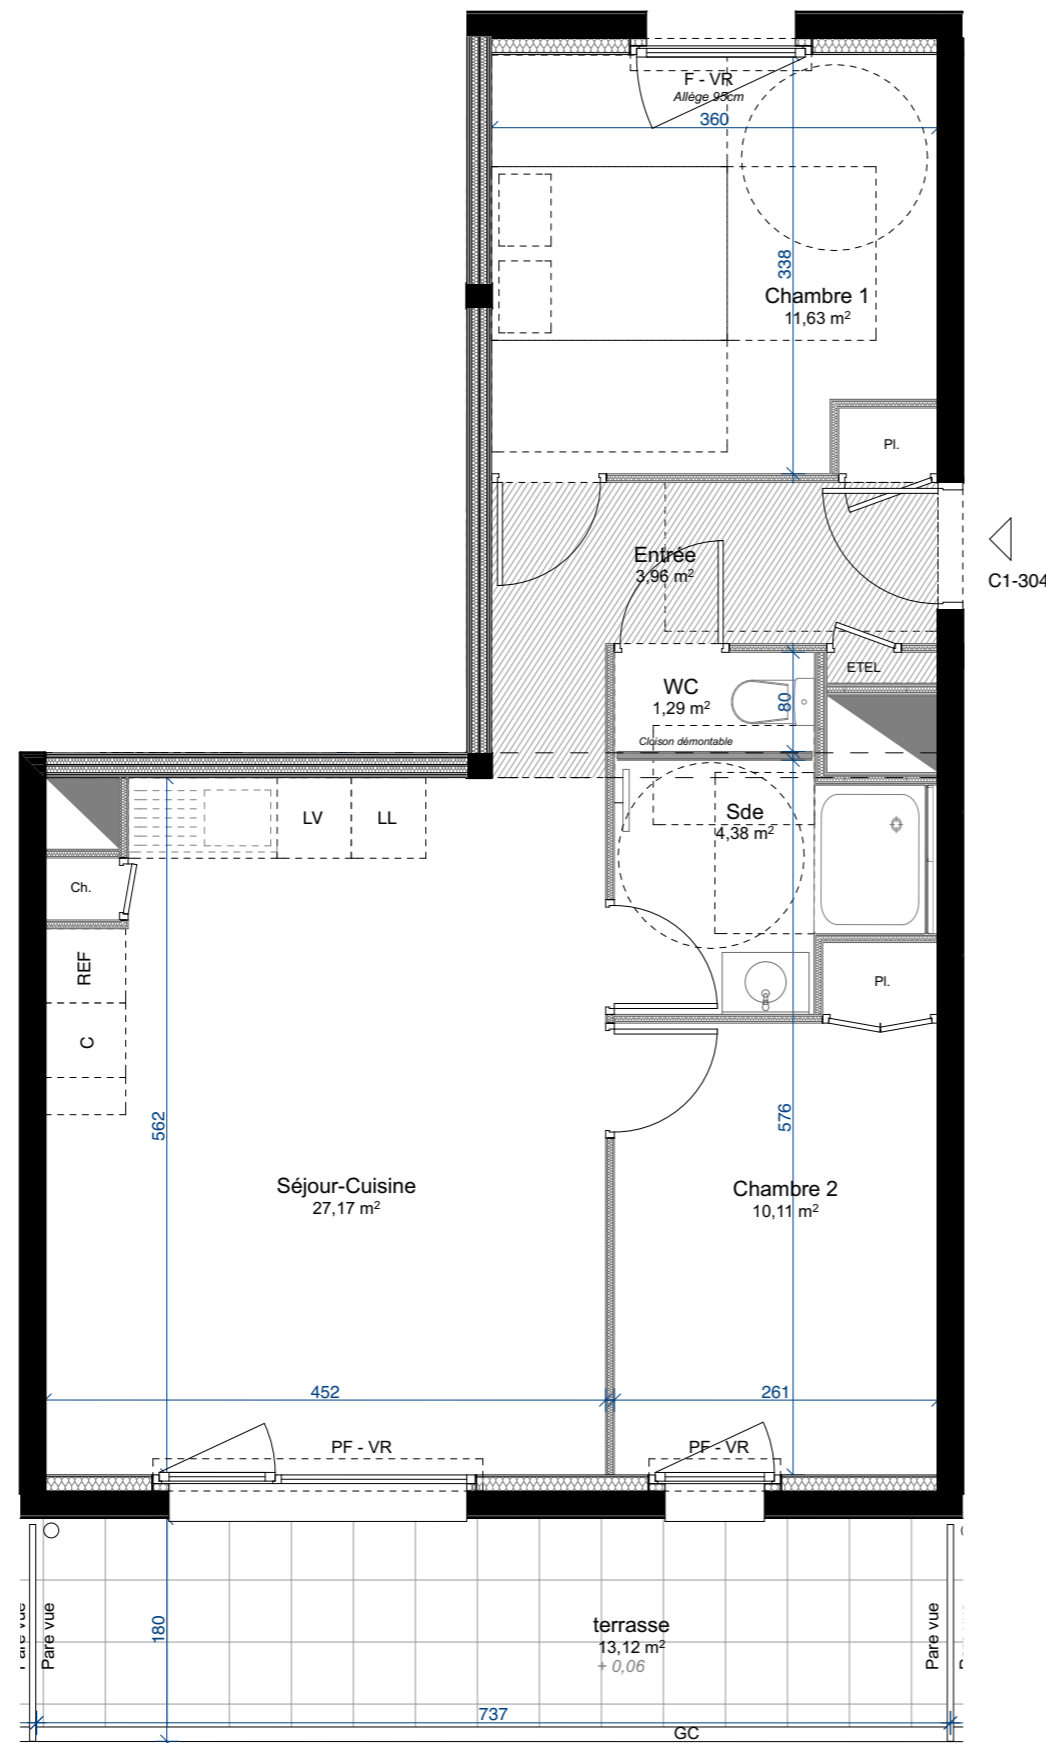 F - VR
Allège 95cm
360
338
Chambre 1
11,63 m²
Pl.
Entrée
3,96 m²
C1-304
ETEL
WC
1,29 m²
80
Cloison démontable
LV
LL
Sde
4,38 m²
Ch.
REF
Pl.
C
562
576
Séjour-Cuisine
27,17 m²
Chambre 2
10,11 m²
452
261
PF - VR
PF - VR
Pare vue
Pare vue
180
terrasse
13,12 m²
+ 0,06
Pare vue
737
GC